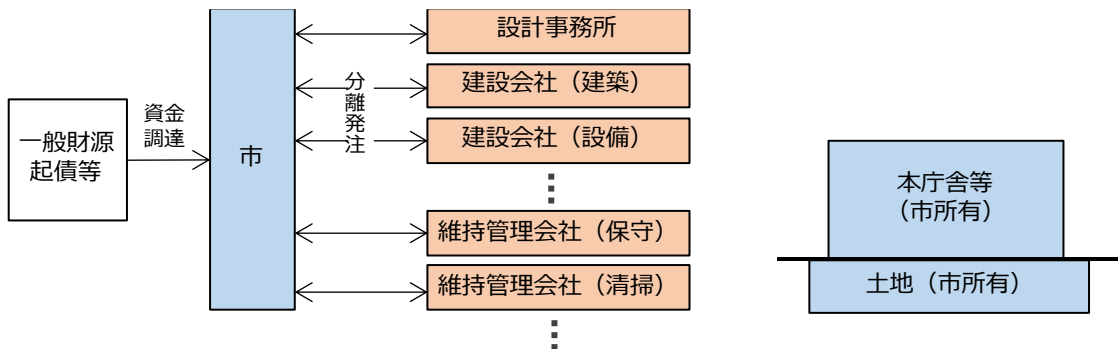 設計事務所
分離発注
建設会社（建築）
資金
調達
一般財源
起債等
市
建設会社（設備）
維持管理会社（保守）
維持管理会社（清掃）
本庁舎等
（市所有）
土地（市所有）